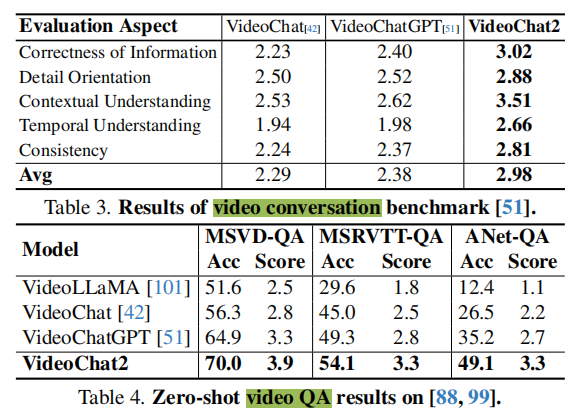 Evaluation Aspect VideoChat[42] VideoChatGPT[51] VideoChat2
Correctness of Information 2.23 2.40 3.02
Detail Orientation 2.50 2.52 2.88
Contextual Understanding 2.53 2.62 3.51
Temporal Understanding 1.94 1.98 2.66
Consistency 2.24 2.37 2.81
Avg 2.29 2.38 2.98
Table 3. Results of video conversation benchmark [51].
Model MSVD-QA MSRVTT-QA ANet-QA
Acc Score Acc Score Acc Score
VideoLLaMA [101] 51.6 2.5 29.6 1.8 12.4 1.1
VideoChat [42] 56.3 2.8 45.0 2.5 26.5 2.2
VideoChatGPT [51] 64.9 3.3 49.3 2.8 35.2 2.7
VideoChat2 70.0 3.9 54.1 3.3 49.1 3.3
Table 4. Zero-shot video QA results on [88, 99].